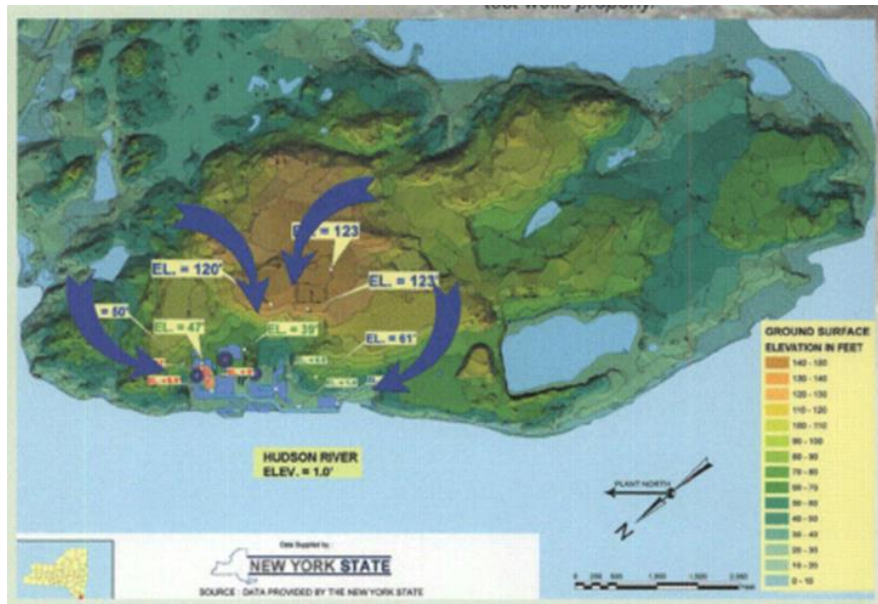 test wells properly.
EL. = 123
EL. = 120'
EL. = 123'
= 50'
EL. = 47'
EL. = 39'
EL. = 61'
HUDSON RIVER
ELEV. = 1.0'
GROUND SURFACE
ELEVATION IN FEET
130 - 140
120 - 130
110 - 120
100 - 110
90 - 100
80 - 90
70 - 80
60 - 70
50 - 60
40 - 50
30 - 40
20 - 30
10 - 20
0 - 10
PLANT NORTH
N
Data Supplied by:
NEW YORK STATE
SOURCE : DATA PROVIDED BY THE NEW YORK STATE